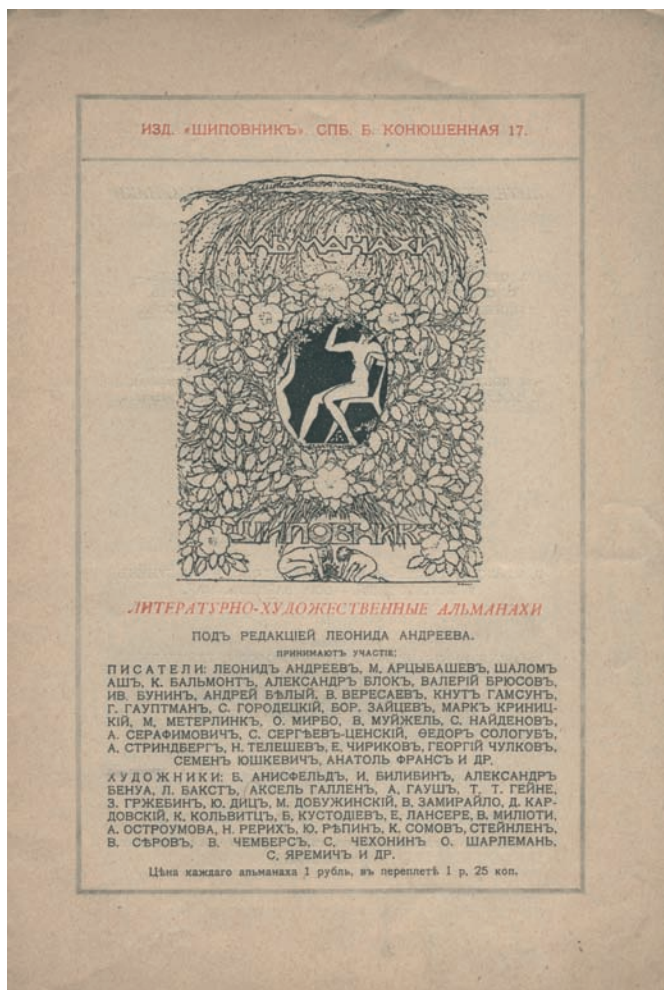 ИЗД. «ШИПОВНИКЪ». СПБ. Б. КОНЮШЕННАЯ 17.
АЛЬМАНАХИ
ШИПОВНИК
ЛИТЕРАТУРНО-ХУДОЖЕСТВЕННЫЕ АЛЬМАНАХИ
ПОДЪ РЕДАКЦІЕЙ ЛЕОНИДА АНДРЕЕВА.
ПРИНИМАЮТЪ УЧАСТІЕ:
ПИСАТЕЛИ: ЛЕОНИДЪ АНДРЕЕВЪ, М. АРЦЫБАШЕВЪ, ШАЛОМЪ
АШЪ, К. БАЛЬМОНТЪ, АЛЕКСАНДРЪ БЛОКЪ, ВАЛЕРІЙ БРЮСОВЪ,
ИВ. БУНИНЪ, АНДРЕЙ БѢЛЫЙ, В. ВЕРЕСАЕВЪ, КНУТЪ ГАМСУНЪ,
Г. ГАУПТМАНЪ, С. ГОРОДЕЦКІЙ, БОР. ЗАЙЦЕВЪ, МАРКЪ КРИНИЦ-
КІЙ, М. МЕТЕРЛИНКЪ, О. МИРБО, В. МУЙЖЕЛЬ, С. НАЙДЕНОВЪ,
А. СЕРАФИМОВИЧЪ, С. СЕРГѢЕВЪ-ЦЕНСКІЙ, ѲЕДОРЪ СОЛОГУБЪ,
А. СТРИНДБЕРГЪ, Н. ТЕЛЕШЕВЪ, Е. ЧИРИКОВЪ, ГЕОРГІЙ ЧУЛКОВЪ,
СЕМЕНЪ ЮШКЕВИЧЪ, АНАТОЛЬ ФРАНСЪ И ДР.
ХУДОЖНИКИ: Б. АНИСФЕЛЬДЪ, И. БИЛИБИНЪ, АЛЕКСАНДРЪ
БЕНУА, Л. БАКСТЪ, АКСЕЛЬ ГАЛЛЕНЪ, А. ГАУШЪ, Т. Т. ГЕЙНЕ,
З. ГРЖЕБИНЪ, Ю. ДИЦЪ, М. ДОБУЖИНСКІЙ, В. ЗАМИРАЙЛО, Д. КАР-
ДОВСКІЙ, К. КОЛЬВИТЦЪ, Б, КУСТОДІЕВЪ, Е, ЛАНСЕРЕ, В. МИЛІОТИ,
А. ОСТРОУМОВА, Н. РЕРИХЪ, Ю. РѢПИНЪ, К. СОМОВЪ, СТЕЙНЛЕНЪ,
В. СѢРОВЪ, В. ЧЕМБЕРСЪ, С, ЧЕХОНИНЪ О. ШАРЛЕМАНЬ,
С, ЯРЕМИЧЪ И ДР.
Цѣна каждаго альманаха 1 рубль, въ переплетѣ 1 р, 25 коп.